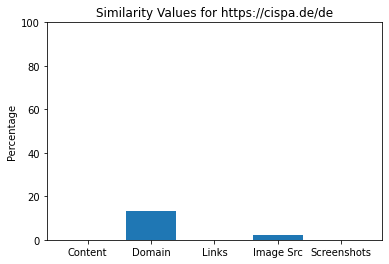 Similarity Values for https://cispa.de/de
100
80
60
40
20
0
Percentage
Content Domain Links Image Src Screenshots